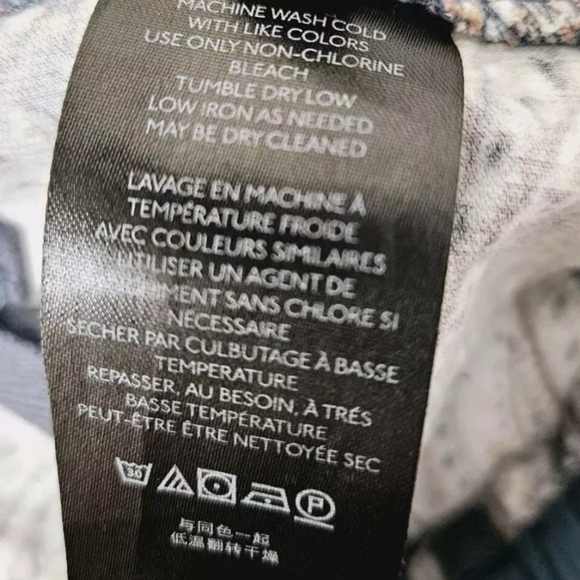 MACHINE WASH COLD
WITH LIKE COLORS
USE ONLY NON-CHLORINE
BLEACH
TUMBLE DRY LOW
LOW IRON AS NEEDED
MAY BE DRY CLEANED
LAVAGE EN MACHINE À
TEMPÉRATURE FROIDE
AVEC COULEURS SIMILAIRES
UTILISER UN AGENT DE
SANS CHLORE SI
NÉCESSAIRE
SÉCHER PAR CULBUTAGE À BASSE
TEMPERATURE
REPASSER, AU BESOIN, À TRÉS
BASSE TEMPÉRATURE
PEUT-ÊTRE ÊTRE NETTOYÉE SEC
30 P
与同色一起
低温翻转干燥